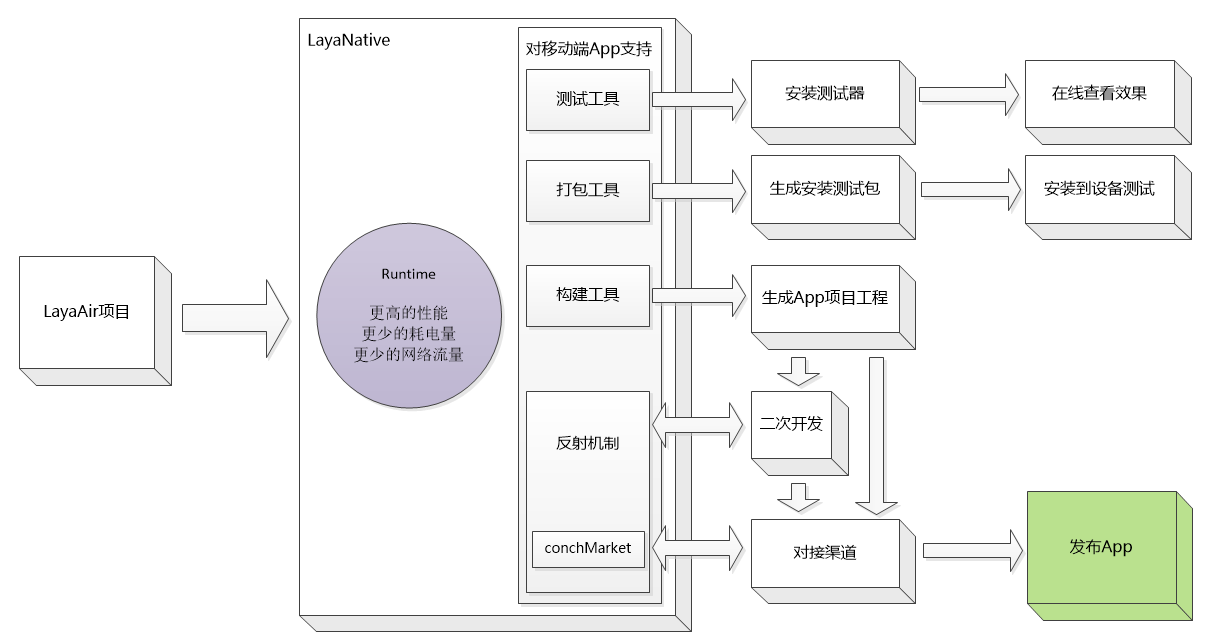 LayaNative
对移动端App支持
测试工具
安装测试器
在线查看效果
打包工具
生成安装测试包
安装到设备测试
LayaAir项目
Runtime
更高的性能
更少的耗电量
更少的网络流量
构建工具
生成App项目工程
反射机制
二次开发
conchMarket
对接渠道
发布App